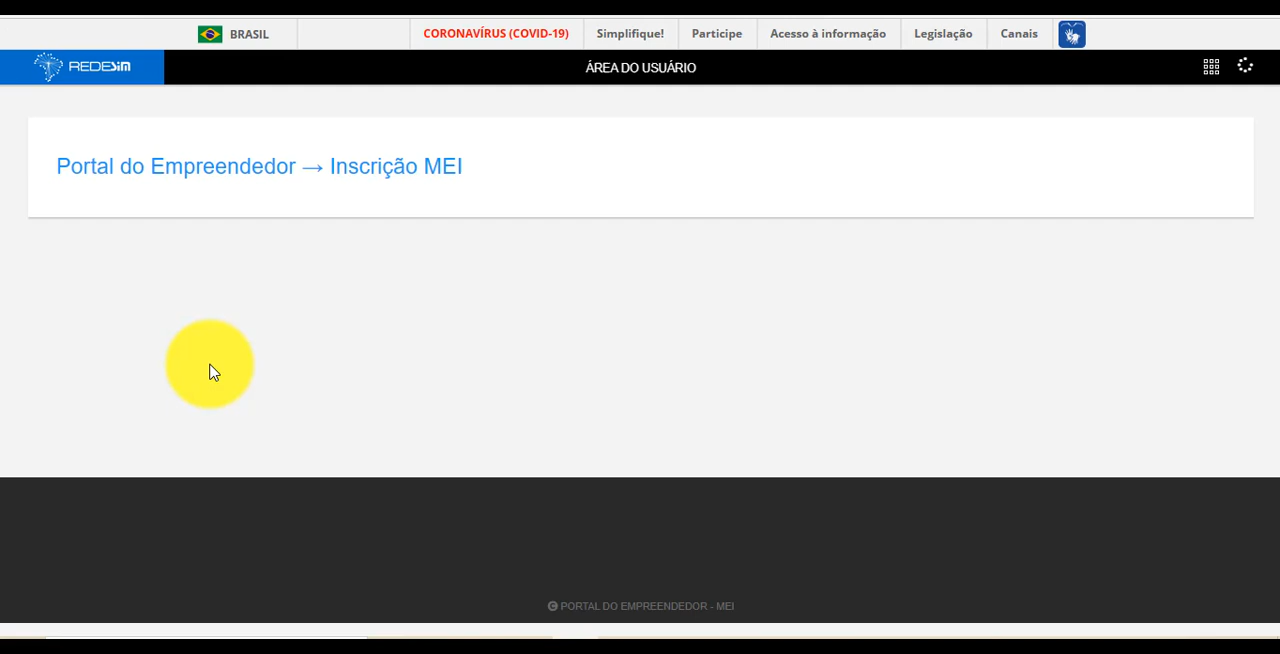 BRASIL
CORONAVÍRUS (COVID-19)
Simplifique!
Participe
Acesso à informação
Legislação
Canais
REDESIM
ÁREA DO USUÁRIO
Portal do Empreendedor → Inscrição MEI
© PORTAL DO EMPREENDEDOR - MEI